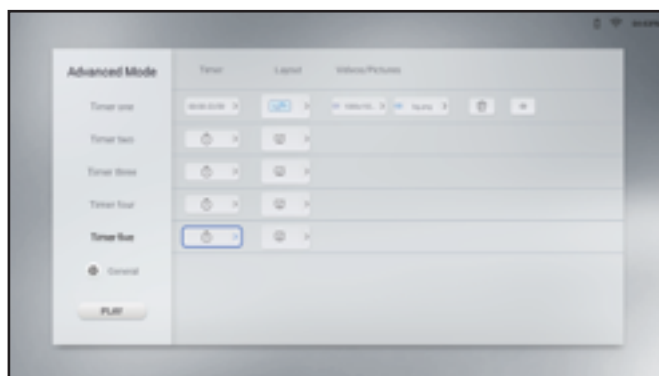 Advanced Mode Timer Layout Videos/Pictures
Timer one
Timer two
Timer three
Timer four
Timer five
General
PLAY